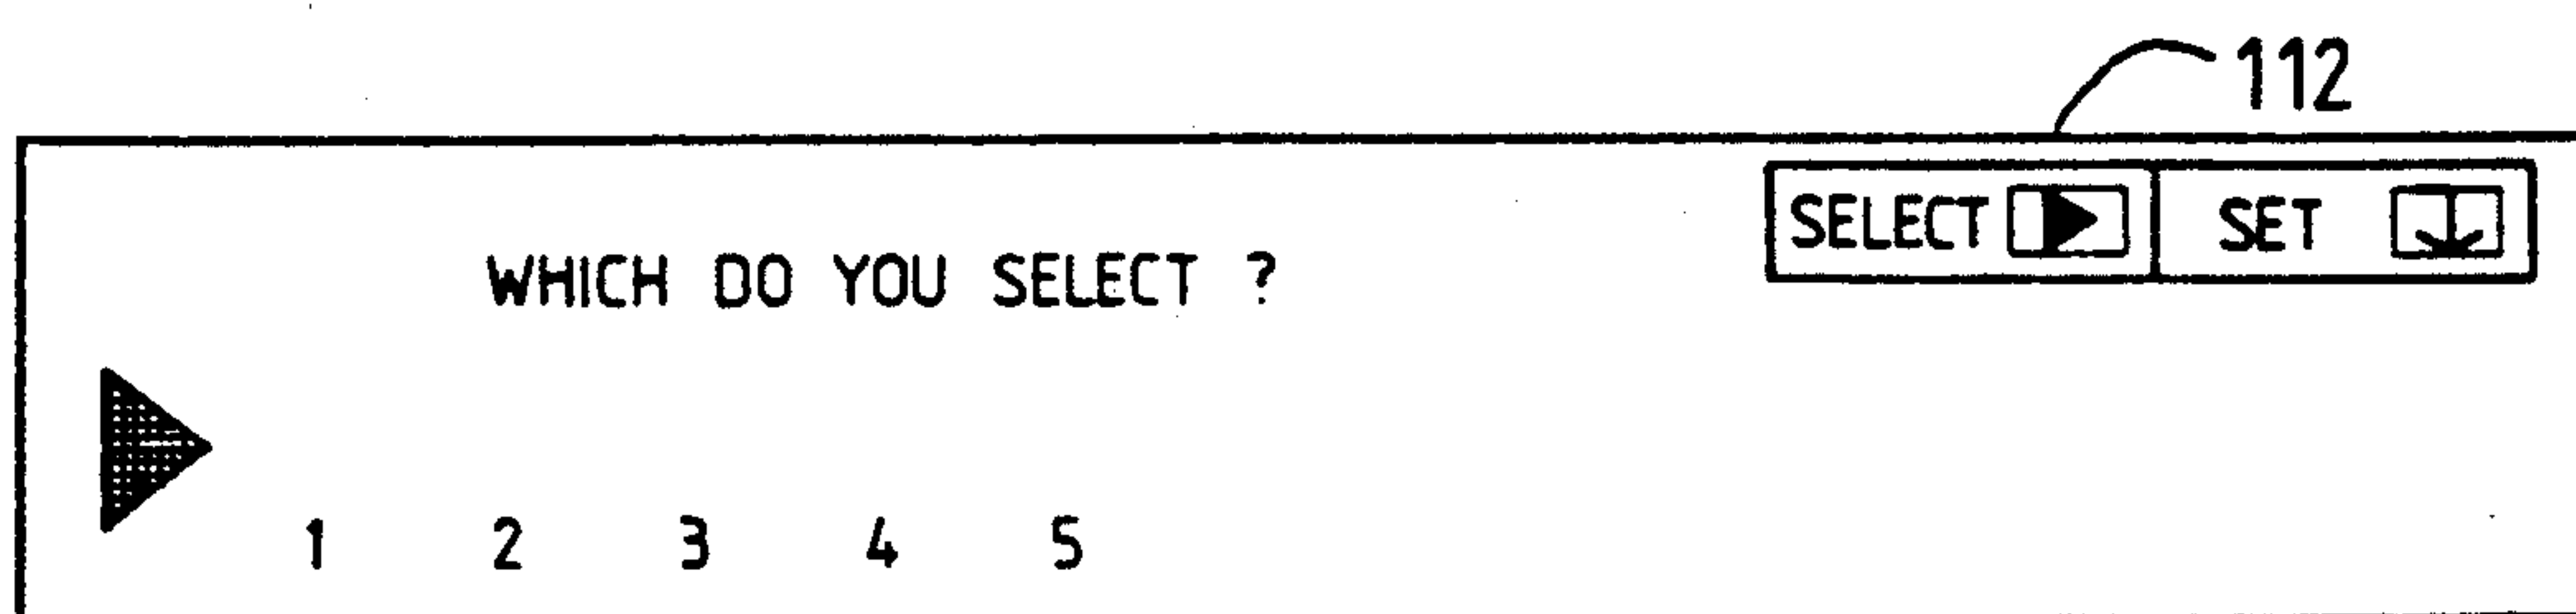 112
SELECT SET
WHICH DO YOU SELECT ?
1 2 3 4 5